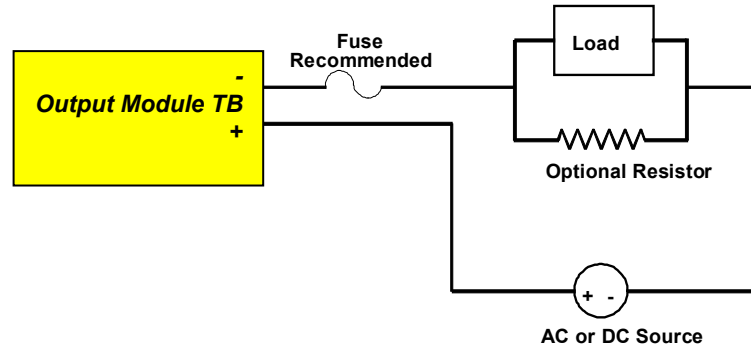 Fuse
Recommended
Load
-
Output Module TB
+
Optional Resistor
+ -
AC or DC Source